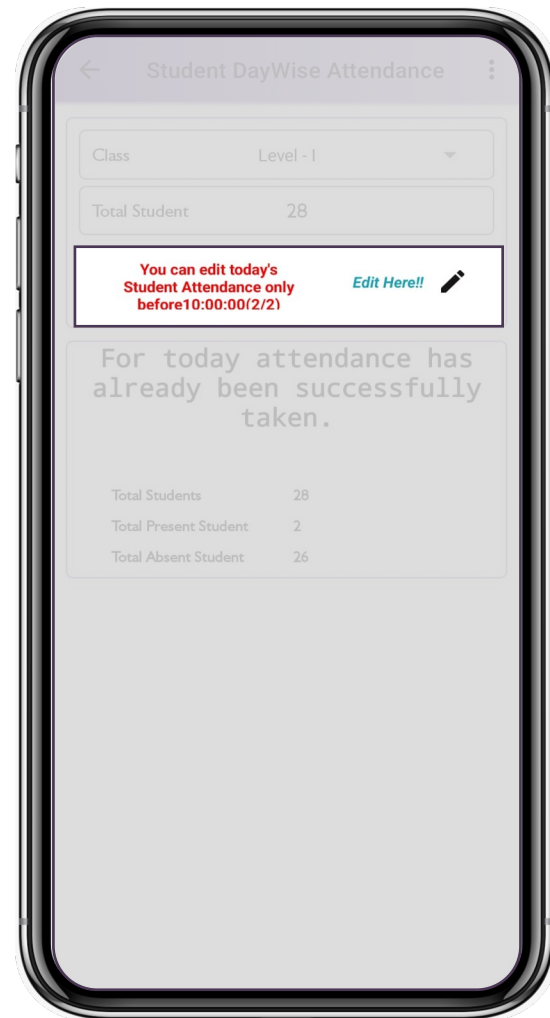 Student DayWise Attendance
Class Level - I
Total Student 28
You can edit today's
Student Attendance only
before10:00:00(2/2)
Edit Here!!
For today attendance has
already been successfully
taken.
Total Students 28
Total Present Student 2
Total Absent Student 26